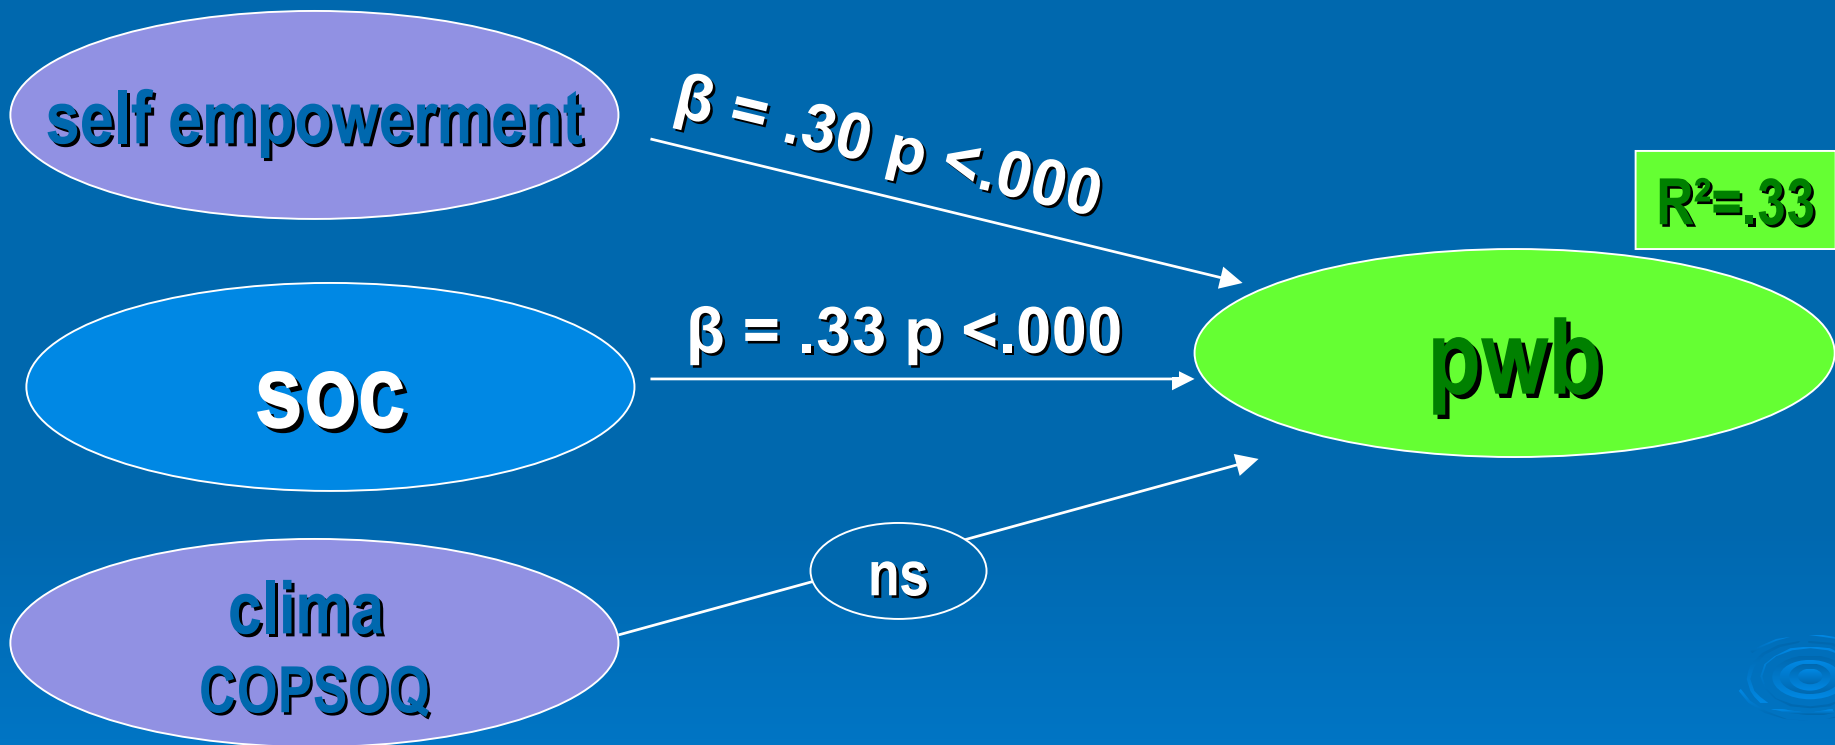 self empowerment
β = .30 p <.000
R²=.33
soc
β = .33 p <.000
pwb
ns
clima
COPSOQ